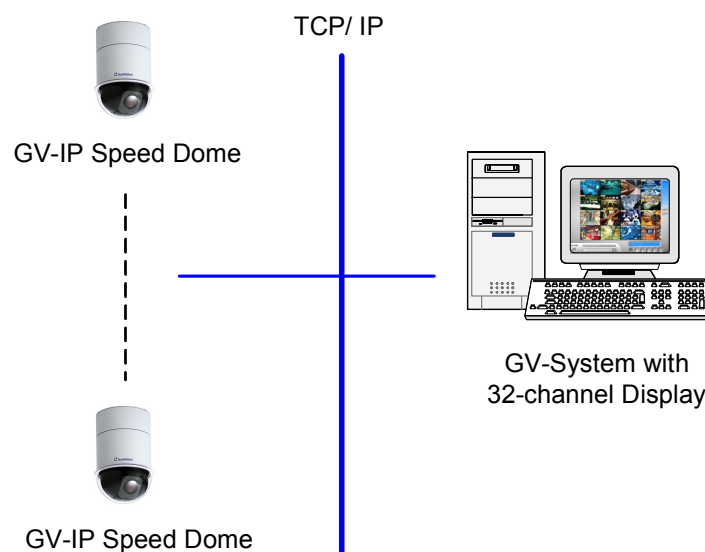 TCP/ IP
GV-IP Speed Dome
GV-System with
32-channel Display
GV-IP Speed Dome